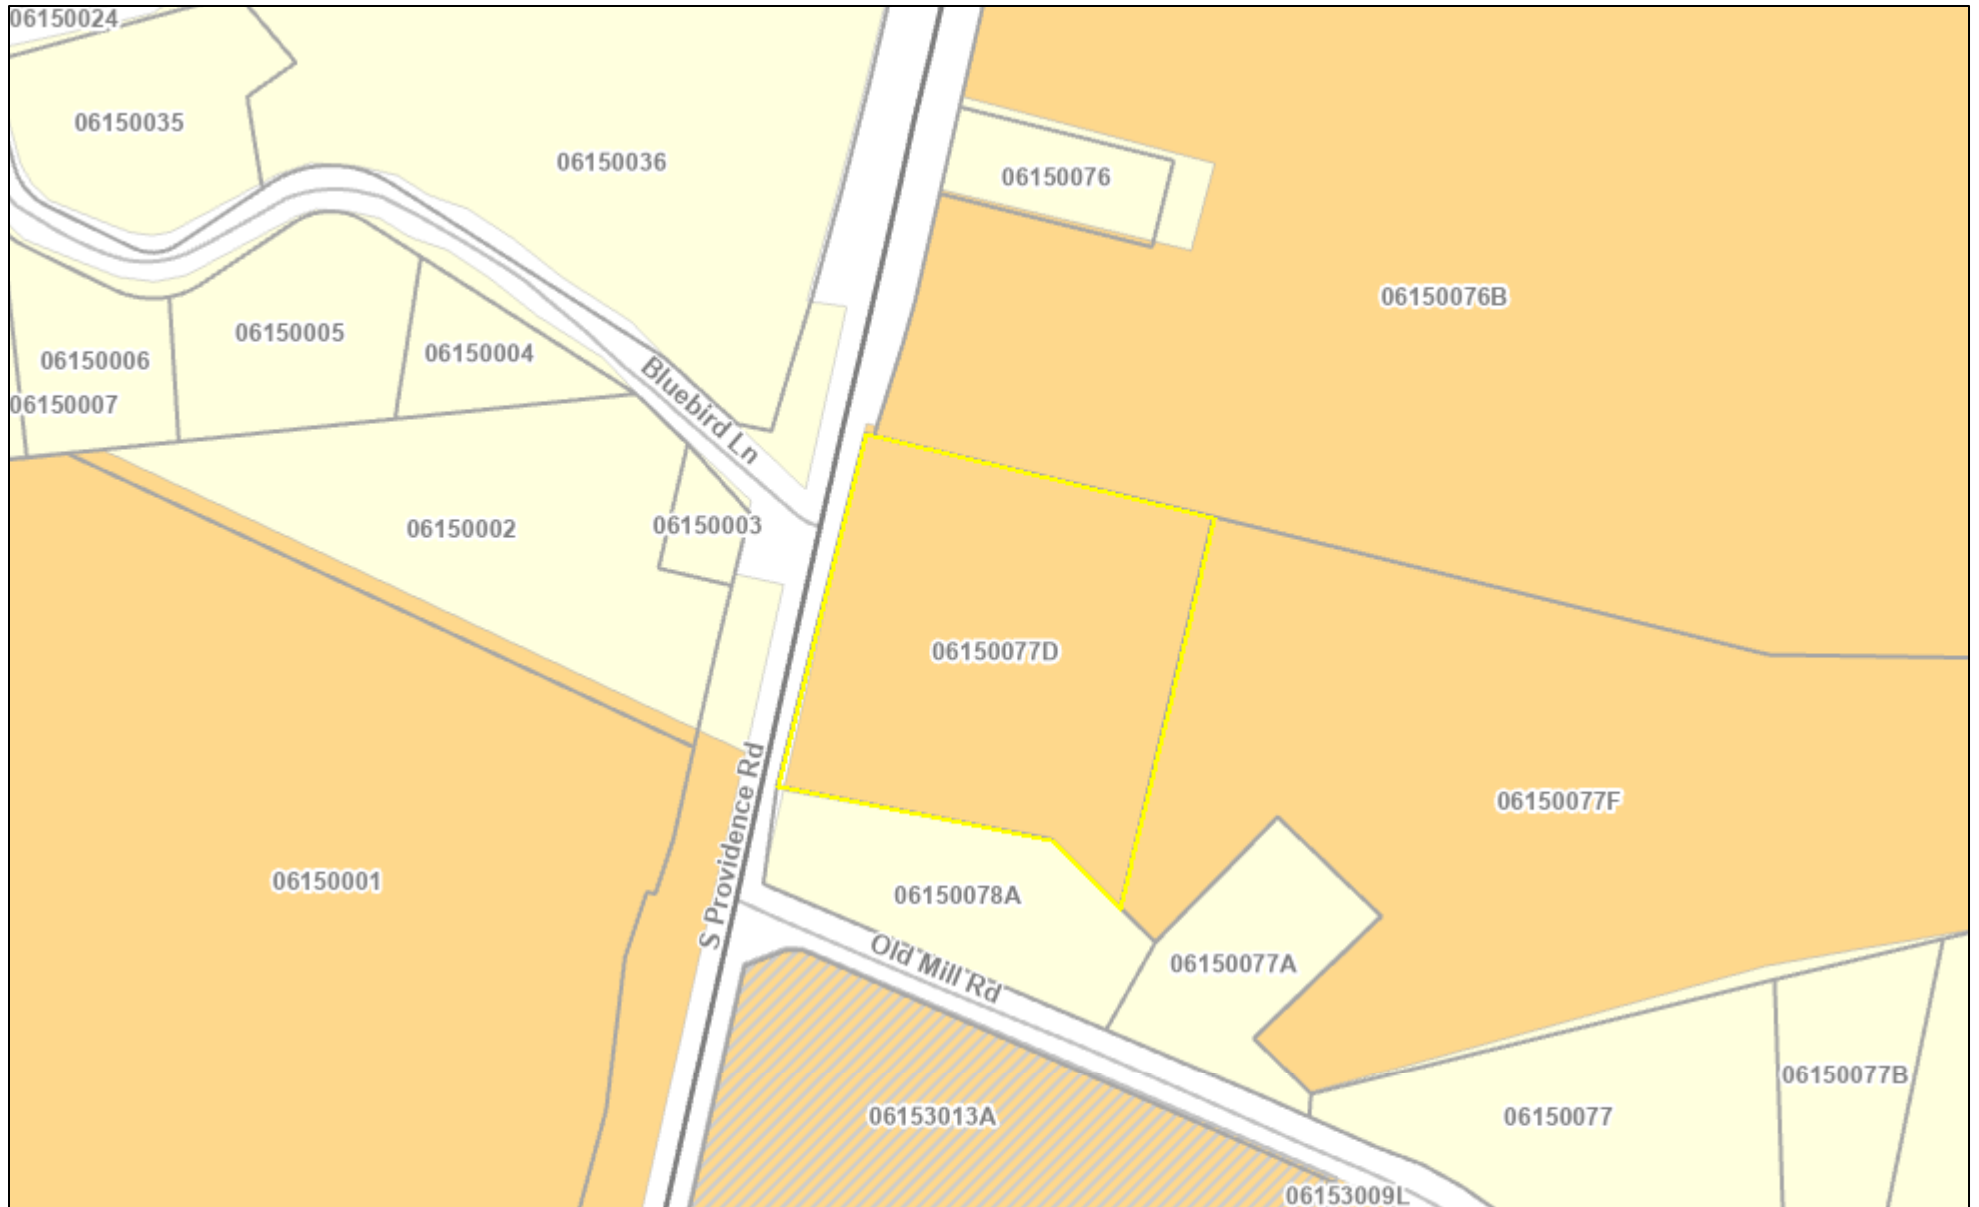 06150024
06150035
06150036
06150076
06150076B
06150005
06150004
06150006
06150007
Bluebird Ln
06150002
06150003
06150077D
06150077F
S Providence Rd
06150001
06150078A
Old Mill Rd
06150077A
06150077B
06153013A
06150077
06153009L